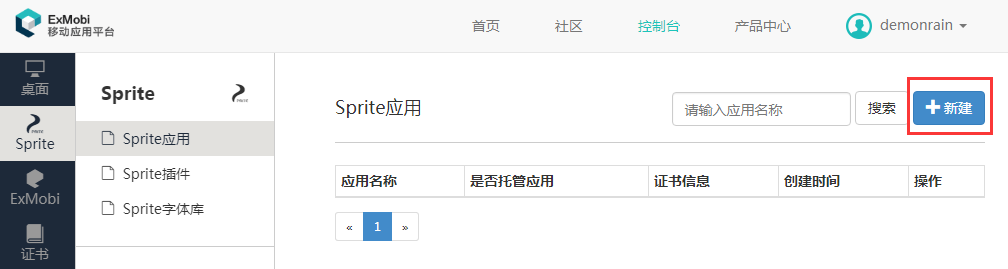 ExMobi
移动应用平台
首页 社区 控制台 产品中心 demonrain
桌面
Sprite
ExMobi
证书
Sprite
Sprite应用
Sprite插件
Sprite字体库
Sprite应用 请输入应用名称 搜索 新建
应用名称 是否托管应用 证书信息 创建时间 操作
« 1 »